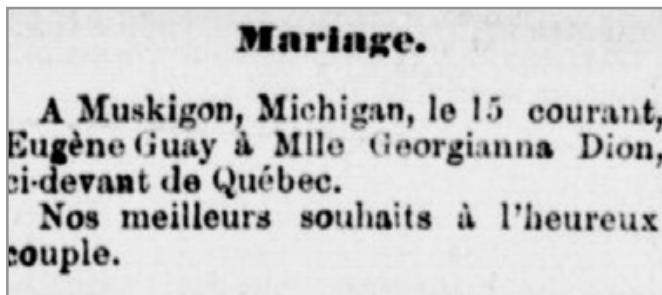 Mariage.
A Muskigon, Michigan, le 15 courant,
Eugène Guay à Mlle Georgianna Dion,
ci-devant de Québec.
Nos meilleurs souhaits à l'heureux
couple.